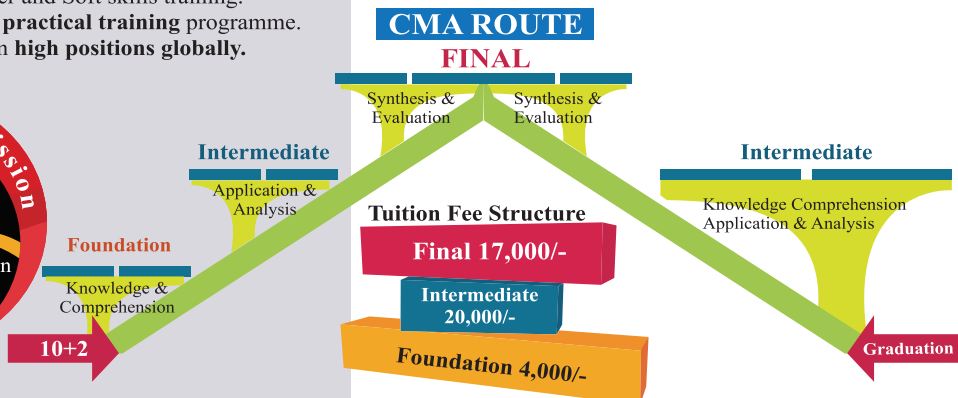 practical training programme.
high positions globally.
CMA ROUTE
FINAL
Synthesis &
Evaluation
Synthesis &
Evaluation
Intermediate
Application &
Analysis
Intermediate
Knowledge Comprehension
Application & Analysis
Foundation
Knowledge &
Comprehension
10+2
Graduation
Tuition Fee Structure
Final 17,000/-
Intermediate
20,000/-
Foundation 4,000/-